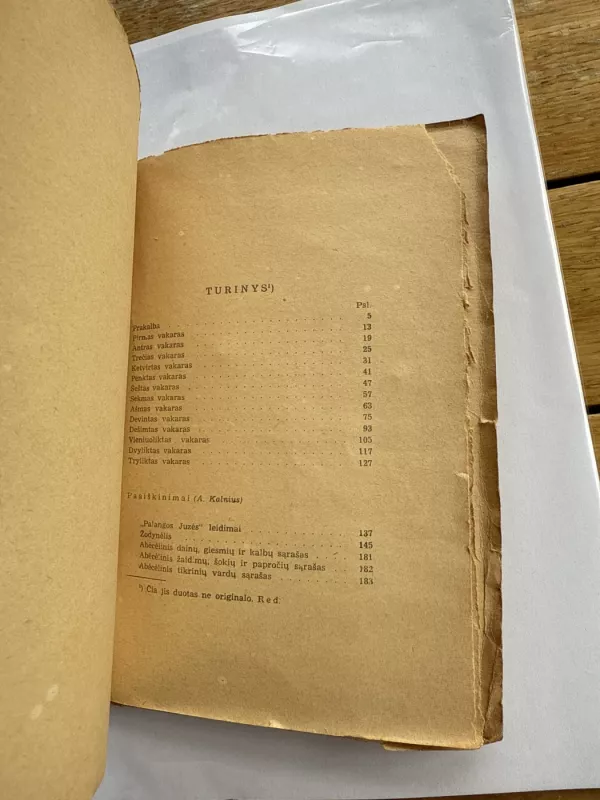 TURINYS¹)
Psl.
Prakalba 5
Pirmas vakaras 13
Antras vakaras 19
Trečias vakaras 25
Ketvirtas vakaras 31
Penktas vakaras 41
Šeštas vakaras 47
Sekmas vakaras 57
Ašmas vakaras 63
Devintas vakaras 75
Dešimtas vakaras 93
Vienuoliktas vakaras 105
Dvyliktas vakaras 117
Tryliktas vakaras 127
Paaiškinimai (A. Kalnius)
„Palangos Juzės" leidimai 137
Žodynėlis 145
Abėcėlinis dainų, giesmių ir kalbų sąrašas 181
Abėcėlinis žaidimų, šokių ir papročių sąrašas 182
Abėcėlinis tikrinių vardų sąrašas 183
¹) Čia jis duotas ne originalo. Red.